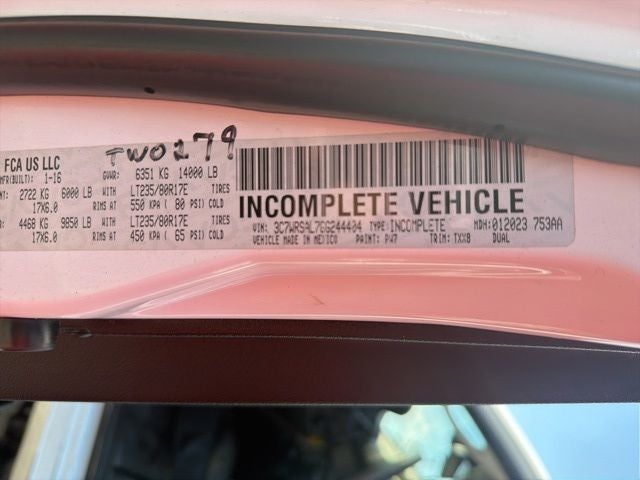 TWO279
FCA US LLC
MFR(BUILT): 1-16
GVWR: 6351 KG 14000 LB
2722 KG 6000 LB WITH LT235/80R17E TIRES
17X6.0 RIMS AT 550 KPA ( 80 PSI)
4468 KG 9850 LB WITH LT235/80R17E TIRES
17X6.0 RIMS AT 450 KPA ( 65 PSI)
INCOMPLETE VEHICLE
VIN: 3C7WRSAL7GG244404 TYPE: INCOMPLETE MDH: 012023 753AA
VEHICLE MADE IN MEXICO PAINT: PW7 TRIM: TXX8 DUAL